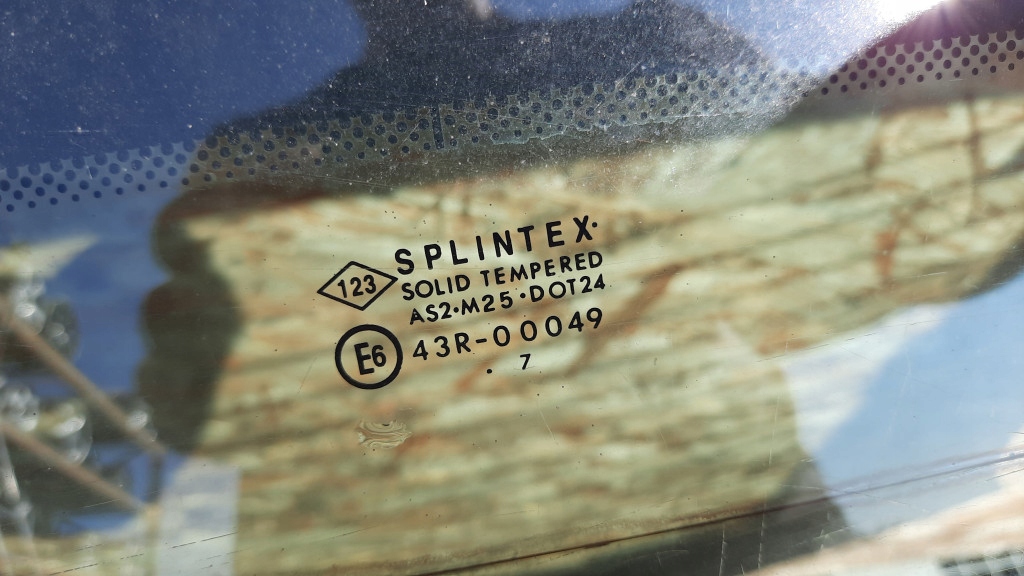 SPLINTEX
123
SOLID TEMPERED
AS2·M25·DOT24
E6 43R-00049
. 7